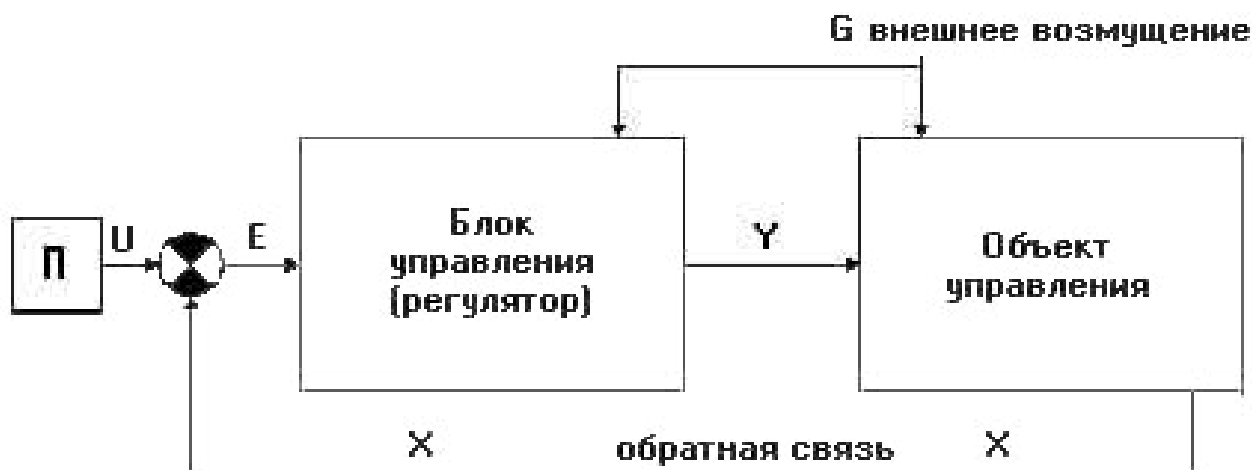 G внешнее возмущение
П
U
E
Блок
управления
(регулятор)
Y
Объект
управления
X
обратная связь
X